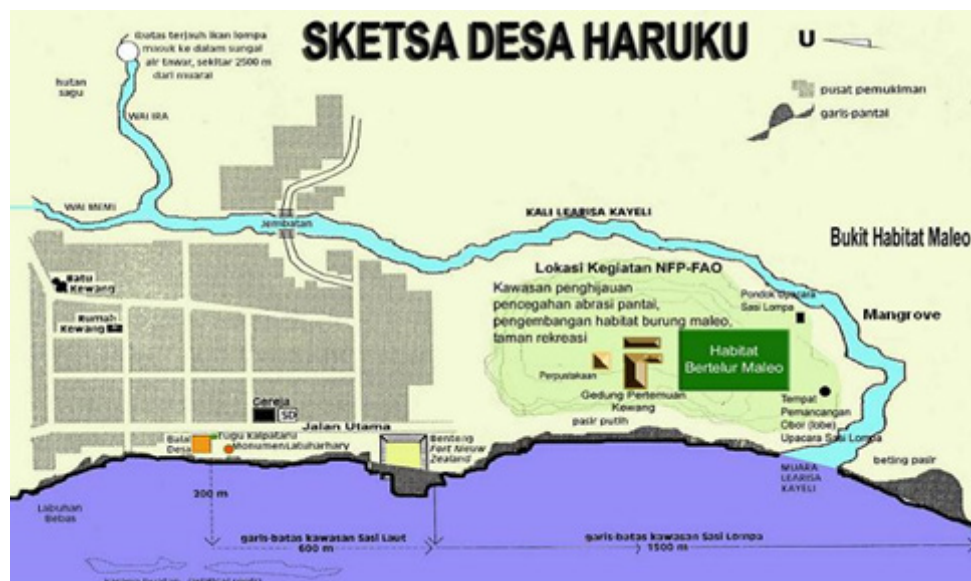 SKETSA DESA HARUKU
U
pusat pemukiman
garis-pantai
(batas terjauh ikan lompa
masuk ke dalam sungai
air tawar, sekitar 2500 m
dari muara)
hutan
sagu
WAI IRA
WAI MEMI
Jembatan
KALI LEARISA KAYELI
Bukit Habitat Maleo
Lokasi Kegiatan NFP-FAO
Kawasan penghijauan
pencegahan abrasi pantai,
pengembangan habitat burung maleo,
taman rekreasi
Pondok Upacara
Sasi Lompa
Mangrove
Batu
Kewang
Rumah
Kewang
Habitat
Bertelur Maleo
Perpustakaan
Gedung Pertemuan
Kewang
Tempat
Pemancangan
Obor (lobe)
Upacara Sasi Lompa
Gereja
SD
Jalan Utama
pasir putih
Balai
Desa
Tugu Kalpataru
Monumen Latuharhary
Benteng
Fort Nieuw
Zealand
MUARA
LEARISA
KAYELI
beting pasir
200 m
Labuhan
Bebas
garis-batas kawasan Sasi Laut
600 m
garis-batas kawasan Sasi Lompa
1500 m